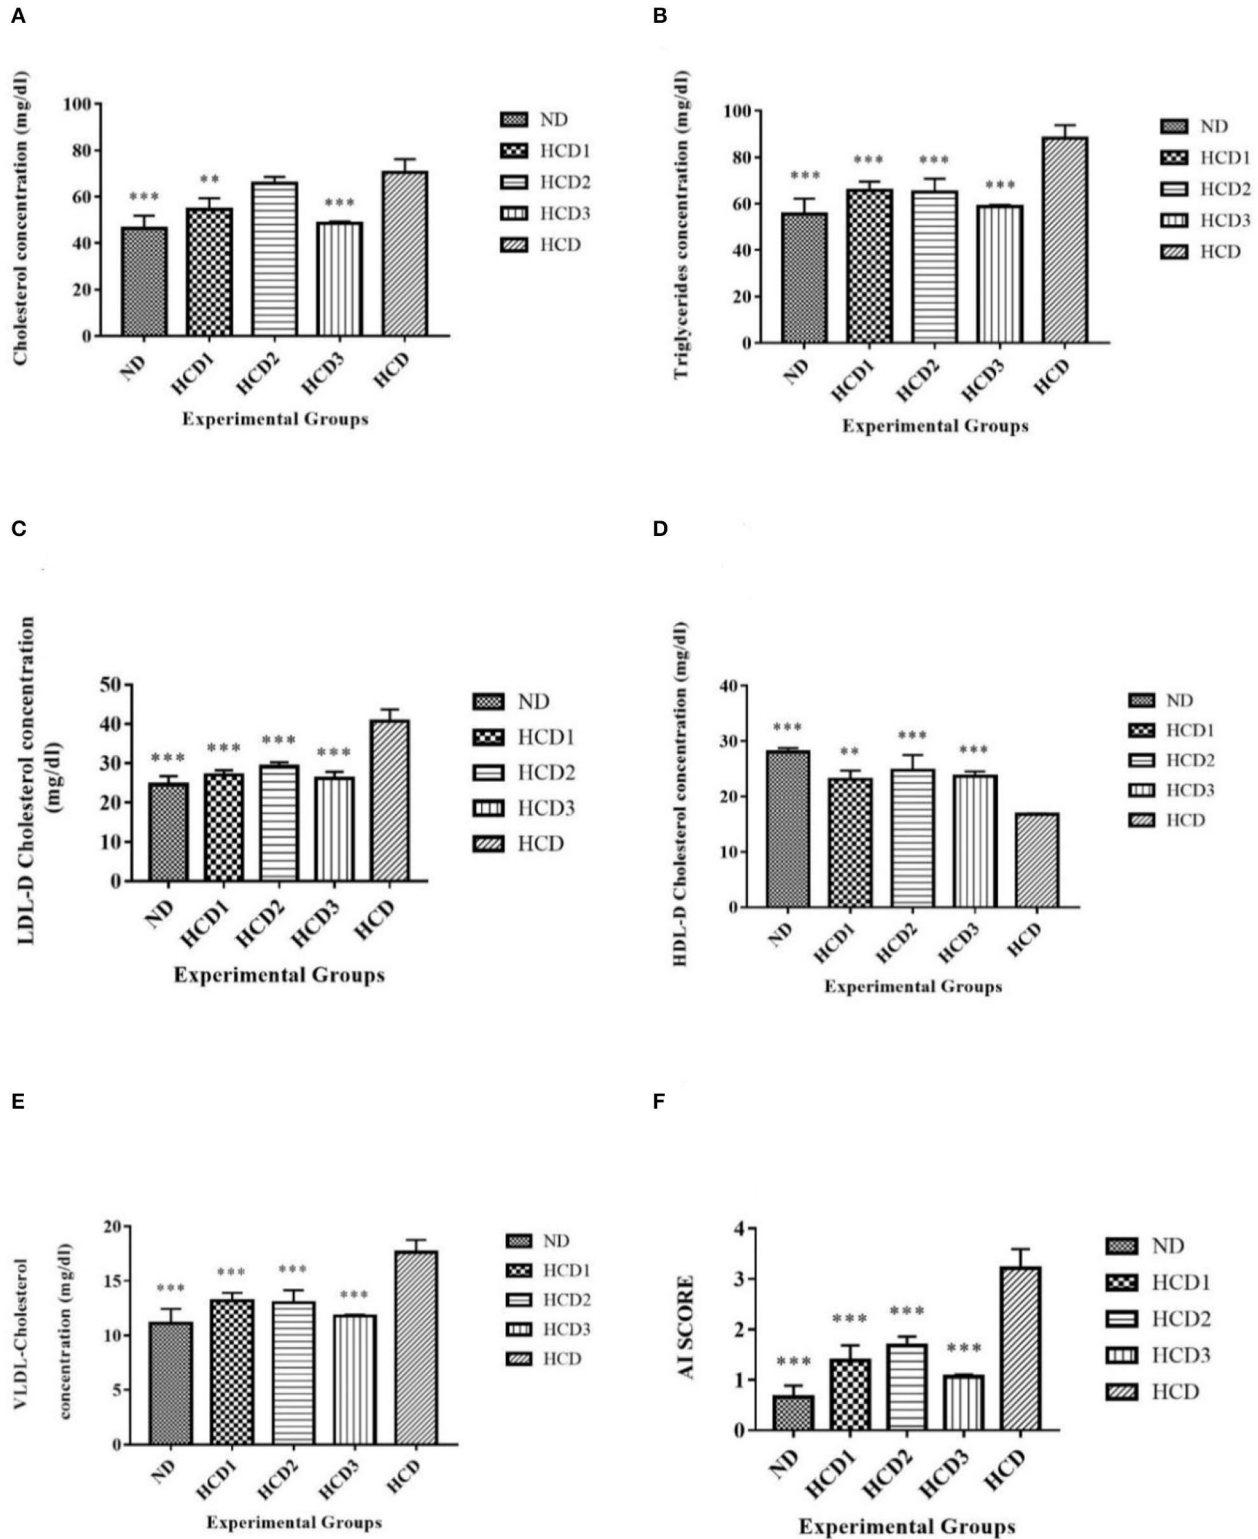 A
Cholesterol concentration (mg/dl)
100
80
60
40
20
0
***
**
***
ND
HCD1
HCD2
HCD3
HCD
Experimental Groups
ND
HCD1
HCD2
HCD3
HCD
B
Triglycerides concentration (mg/dl)
100
80
60
40
20
0
***
***
***
***
ND
HCD1
HCD2
HCD3
HCD
Experimental Groups
ND
HCD1
HCD2
HCD3
HCD
C
LDL-D Cholesterol concentration
(mg/dl)
50
40
30
20
10
0
***
***
***
***
ND
HCD1
HCD2
HCD3
HCD
Experimental Groups
ND
HCD1
HCD2
HCD3
HCD
D
HDL-D Cholesterol concentration (mg/dl)
40
30
20
10
0
***
**
***
***
ND
HCD1
HCD2
HCD3
HCD
Experimental Groups
ND
HCD1
HCD2
HCD3
HCD
E
VLDL-Cholesterol
concentration (mg/dl)
20
15
10
5
0
***
***
***
***
ND
HCD1
HCD2
HCD3
HCD
Experimental Groups
ND
HCD1
HCD2
HCD3
HCD
F
AI SCORE
4
3
2
1
0
***
***
***
***
ND
HCD1
HCD2
HCD3
HCD
Experimental Groups
ND
HCD1
HCD2
HCD3
HCD